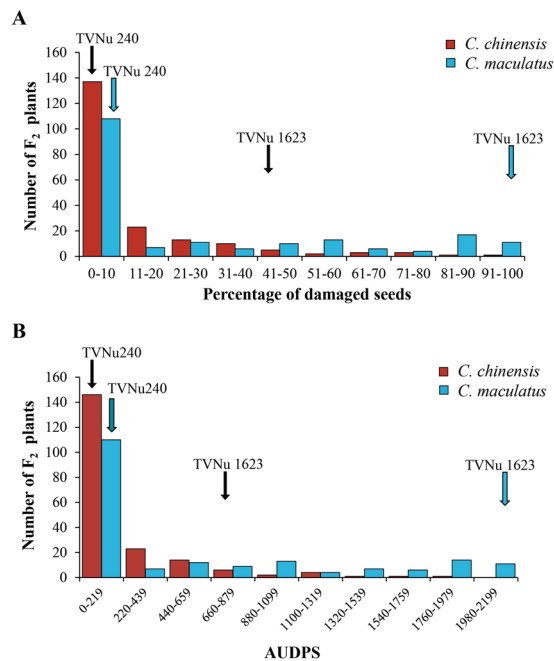 A
TVNu 240
TVNu 240
C. chinensis
C. maculatus
TVNu 1623
TVNu 1623
Number of F2 plants
160
140
120
100
80
60
40
20
0
0-10 11-20 21-30 31-40 41-50 51-60 61-70 71-80 81-90 91-100
Percentage of damaged seeds
B
TVNu240
TVNu240
C. chinensis
C. maculatus
TVNu 1623
TVNu 1623
Number of F2 plants
160
140
120
100
80
60
40
20
0
0-219 220-439 440-659 660-879 880-1099 1100-1319 1320-1539 1540-1759 1760-1979 1980-2199
AUDPS